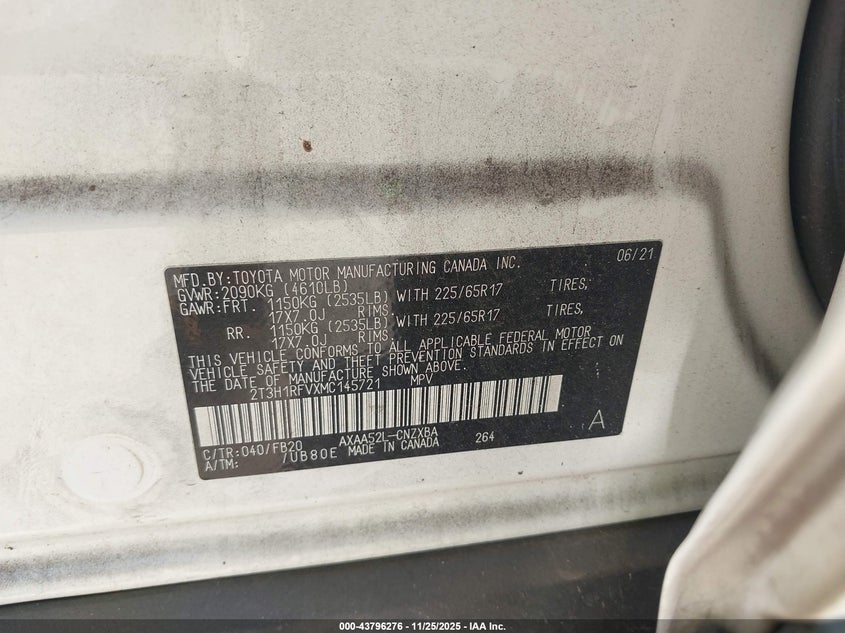 MFD.BY:TOYOTA MOTOR MANUFACTURING CANADA INC. 06/21
GVWR:2090KG (4610LB)
GAWR:FRT. 1150KG (2535LB) WITH 225/65R17 TIRES,
17X7.0J RIMS.
RR. 1150KG (2535LB) WITH 225/65R17 TIRES,
17X7.0J RIMS.
THIS VEHICLE CONFORMS TO ALL APPLICABLE FEDERAL MOTOR
VEHICLE SAFETY AND THEFT PREVENTION STANDARDS IN EFFECT ON
THE DATE OF MANUFACTURE SHOWN ABOVE.
2T3H1RFVXMC145721 MPV
A
C/TR:040/FB20 AXAA52L-CNZXBA 264
A/TM: /UB80E MADE IN CANADA
000-43796276 - 11/25/2025 - IAA Inc.